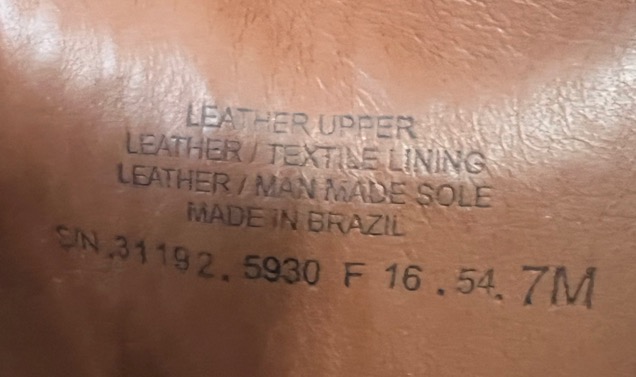 LEATHER UPPER
LEATHER / TEXTILE LINING
LEATHER / MAN MADE SOLE
MADE IN BRAZIL
S/N.31192.5930 F 16.54.7M